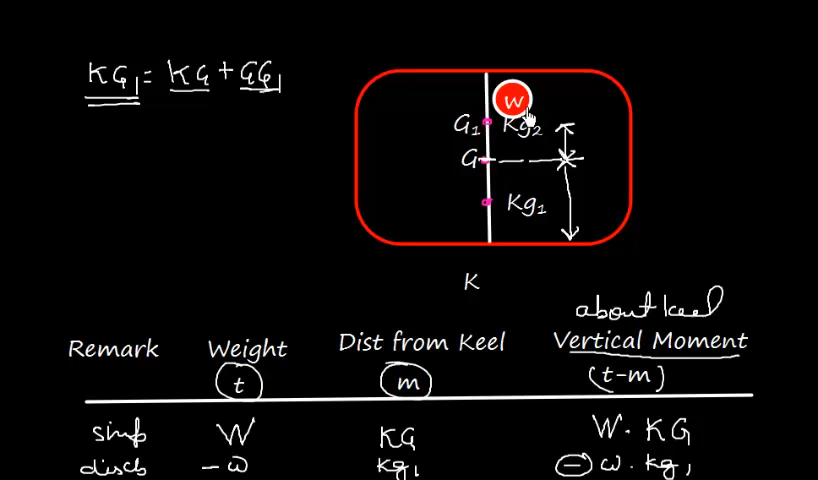 KG₁ = KG + GG₁
w
G₁ Kg₂
G
Kg₁
K
about keel
Remark Weight Dist from Keel Vertical Moment
t m (t-m)
W KG W. KG
disch - w kg₁ - w. kg₁